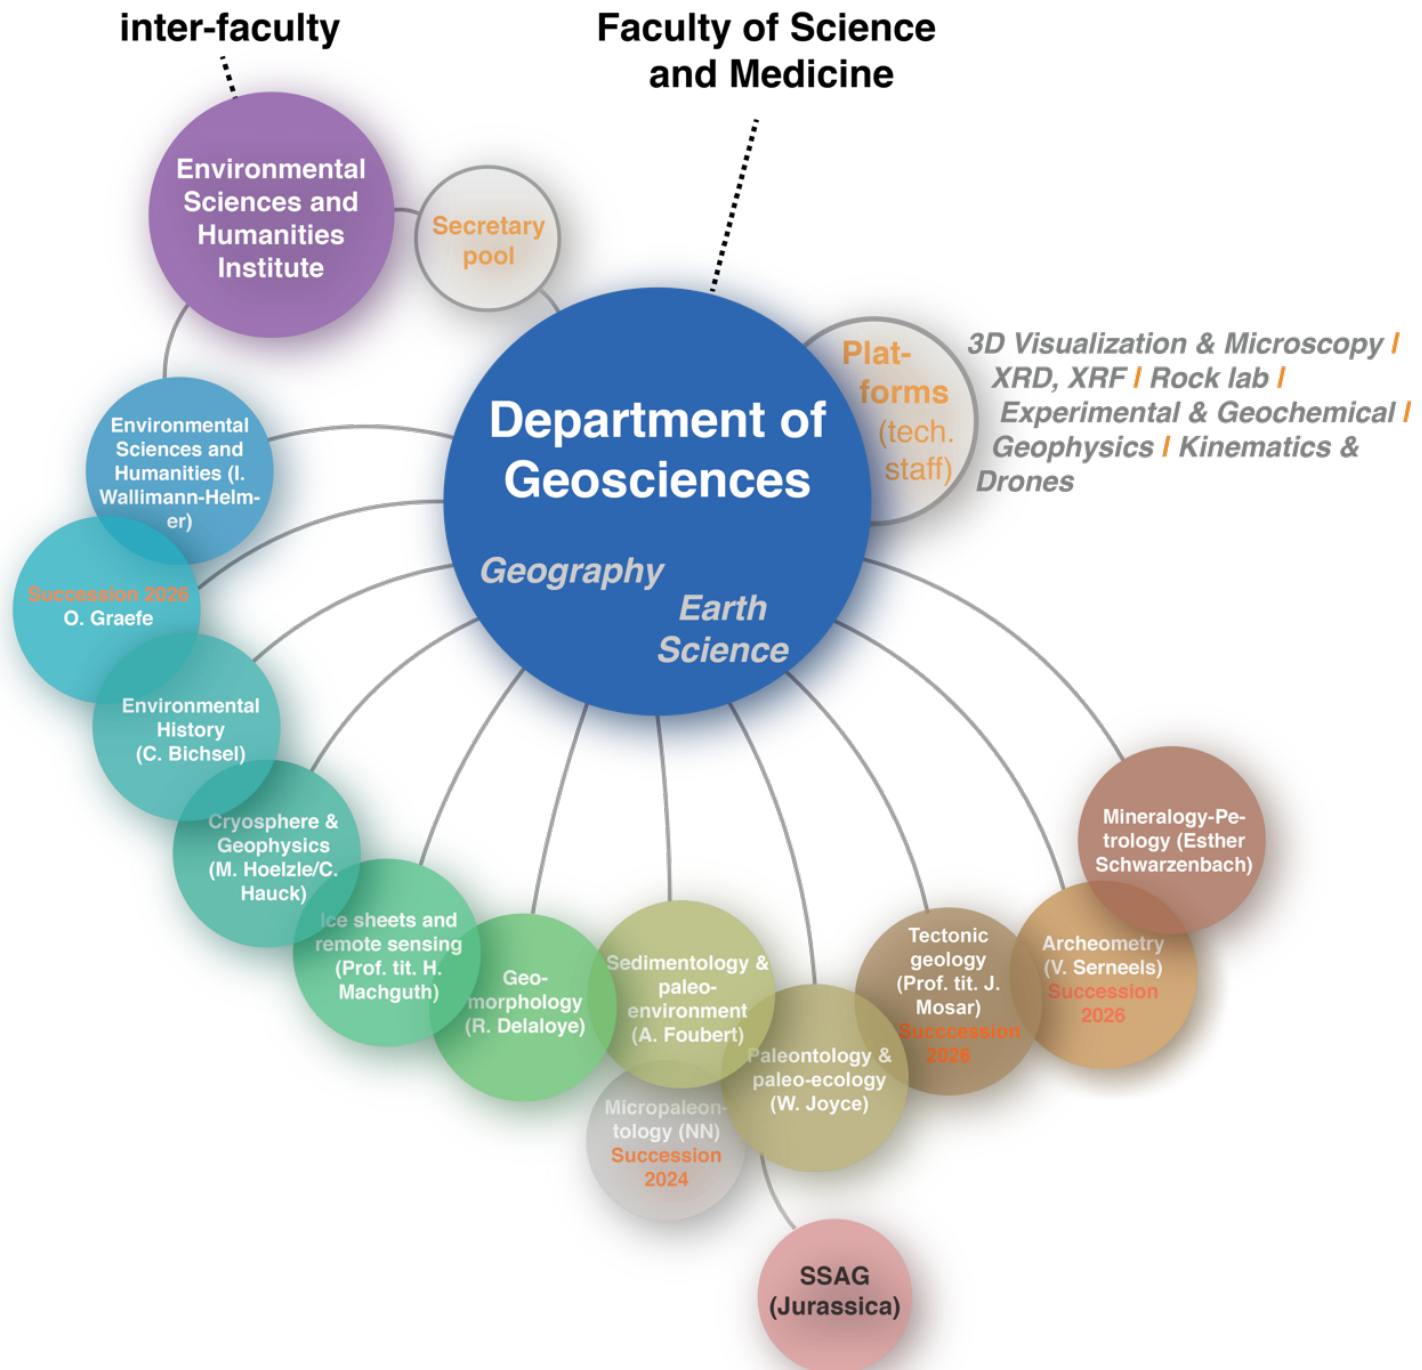 inter-faculty
Faculty of Science
and Medicine
Environmental
Sciences and
Humanities
Institute
Secretary
pool
Plat-
forms
(tech.
staff)
3D Visualization & Microscopy /
XRD, XRF / Rock lab /
Experimental & Geochemical /
Geophysics / Kinematics &
Drones
Department of
Geosciences
Geography
Earth
Science
Environmental
Sciences and
Humanities (I.
Wallimann-Helm-
er)
Succession 2026
O. Graefe
Environmental
History
(C. Bichsel)
Cryosphere &
Geophysics
(M. Hoelzle/C.
Hauck)
Ice sheets and
remote sensing
(Prof. tit. H.
Machguth)
Geo-
morphology
(R. Delaloye)
Sedimentology &
paleo-
environment
(A. Foubert)
Micropaleon-
tology (NN)
Succession
2024
Paleontology &
paleo-ecology
(W. Joyce)
SSAG
(Jurassica)
Tectonic
geology
(Prof. tit. J.
Mosar)
Succcession
2026
Archeometry
(V. Serneels)
Succession
2026
Mineralogy-Pe-
trology (Esther
Schwarzenbach)